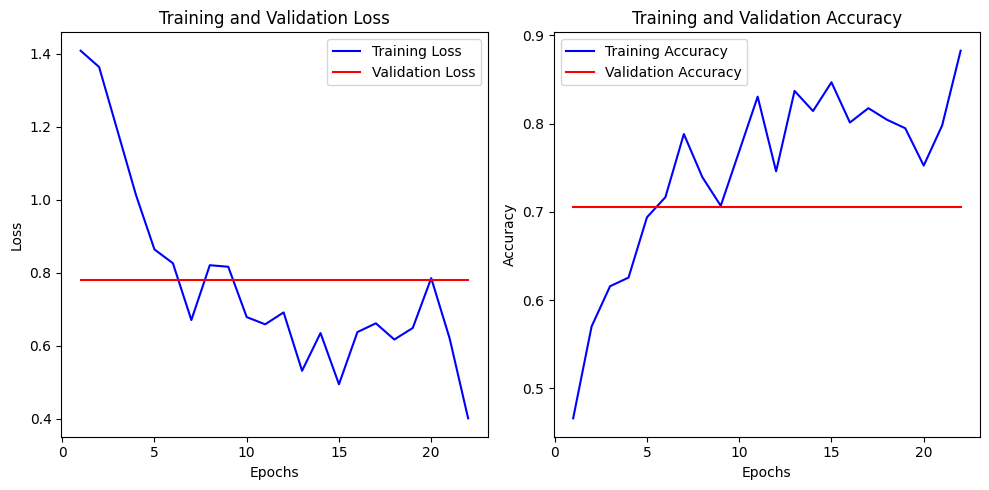 Training and Validation Loss
Training Loss
Validation Loss
1.4
1.2
1.0
0.8
0.6
0.4
Loss
0
5
10
15
20
Epochs
Training and Validation Accuracy
Training Accuracy
Validation Accuracy
0.9
0.8
0.7
0.6
0.5
Accuracy
0
5
10
15
20
Epochs